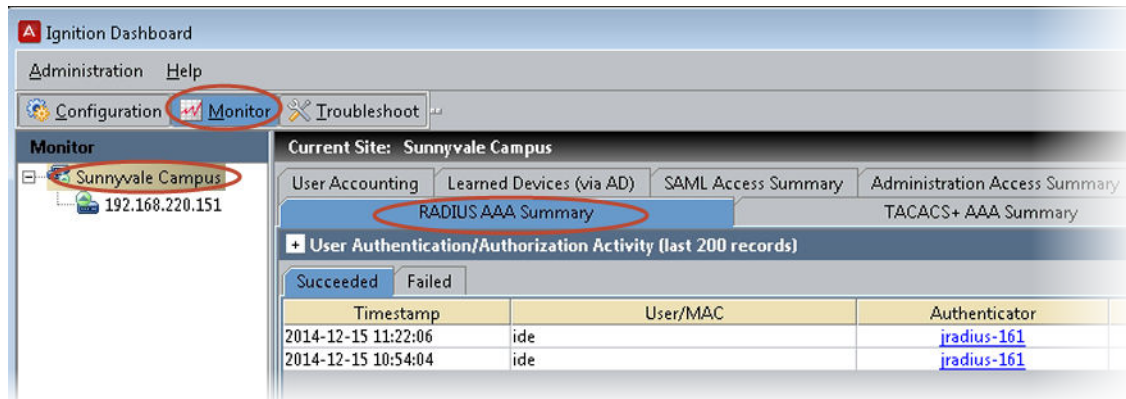 Ignition Dashboard
Administration Help
Configuration Monitor Troubleshoot
Monitor
Sunnyvale Campus
192.168.220.151
Current Site: Sunnyvale Campus
User Accounting Learned Devices (via AD) SAML Access Summary Administration Access Summary
RADIUS AAA Summary TACACS+ AAA Summary
+ User Authentication/Authorization Activity (last 200 records)
Succeeded Failed
Timestamp User/MAC Authenticator
2014-12-15 11:22:06 ide jradius-161
2014-12-15 10:54:04 ide jradius-161